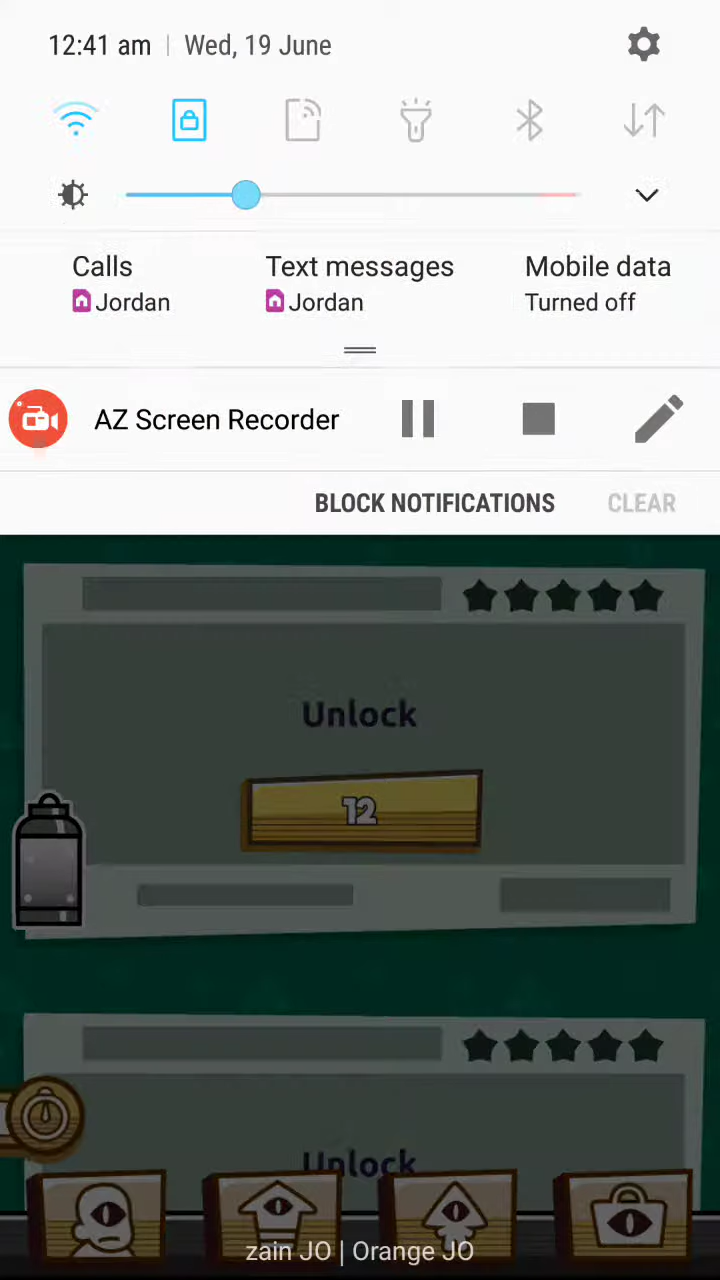 12:41 am | Wed, 19 June
Calls Text messages Mobile data
Jordan Jordan Turned off
AZ Screen Recorder
BLOCK NOTIFICATIONS CLEAR
Unlock
12
Unlock
zain JO | Orange JO